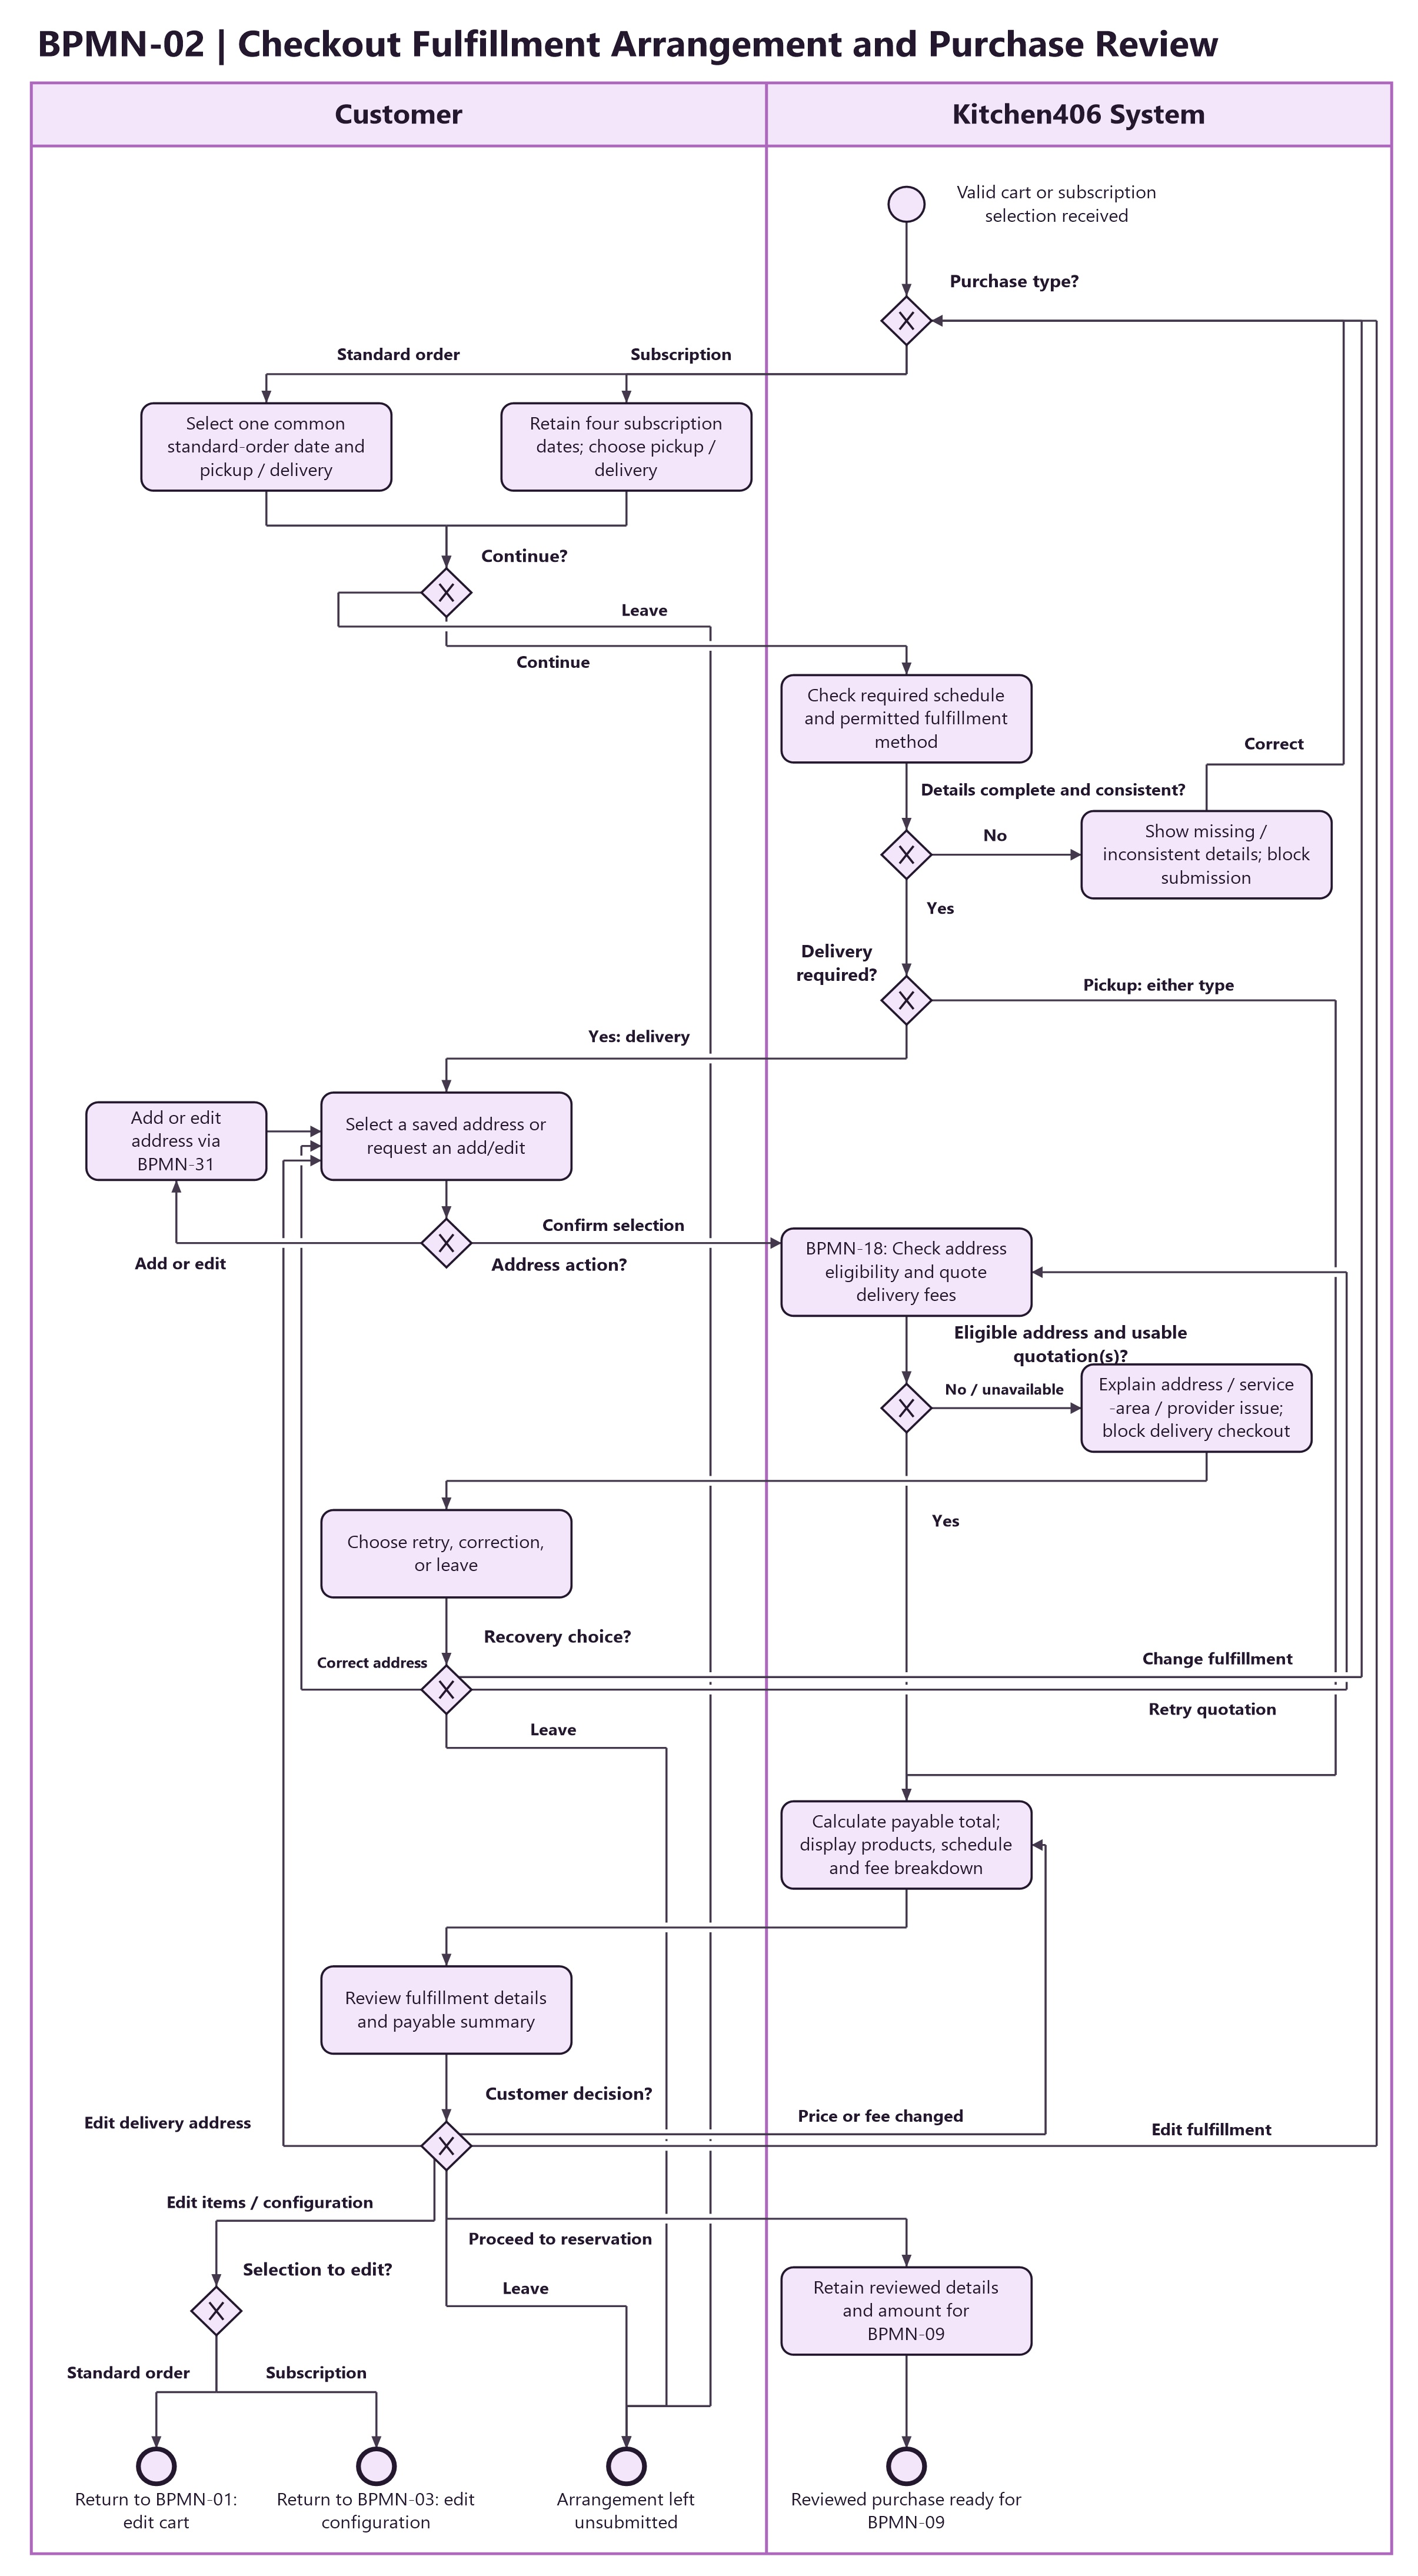 BPMN-02 | Checkout Fulfillment Arrangement and Purchase Review
Customer
Kitchen406 System
Valid cart or subscription
selection received
Purchase type?
Standard order
Subscription
Select one common
standard-order date and
pickup / delivery
Retain four subscription
dates; choose pickup /
delivery
Continue?
Leave
Continue
Check required schedule
and permitted fulfillment
method
Correct
Details complete and consistent?
No
Show missing /
inconsistent details; block
submission
Yes
Delivery
required?
Pickup: either type
Yes: delivery
Add or edit
address via
BPMN-31
Select a saved address or
request an add/edit
Confirm selection
Add or edit
Address action?
BPMN-18: Check address
eligibility and quote
delivery fees
Eligible address and usable
quotation(s)?
No / unavailable
Explain address / service
-area / provider issue;
block delivery checkout
Yes
Choose retry, correction,
or leave
Recovery choice?
Correct address
Change fulfillment
Retry quotation
Leave
Calculate payable total;
display products, schedule
and fee breakdown
Review fulfillment details
and payable summary
Customer decision?
Edit delivery address
Price or fee changed
Edit fulfillment
Edit items / configuration
Proceed to reservation
Selection to edit?
Leave
Retain reviewed details
and amount for
BPMN-09
Standard order
Subscription
Return to BPMN-01:
edit cart
Return to BPMN-03: edit
configuration
Arrangement left
unsubmitted
Reviewed purchase ready for
BPMN-09